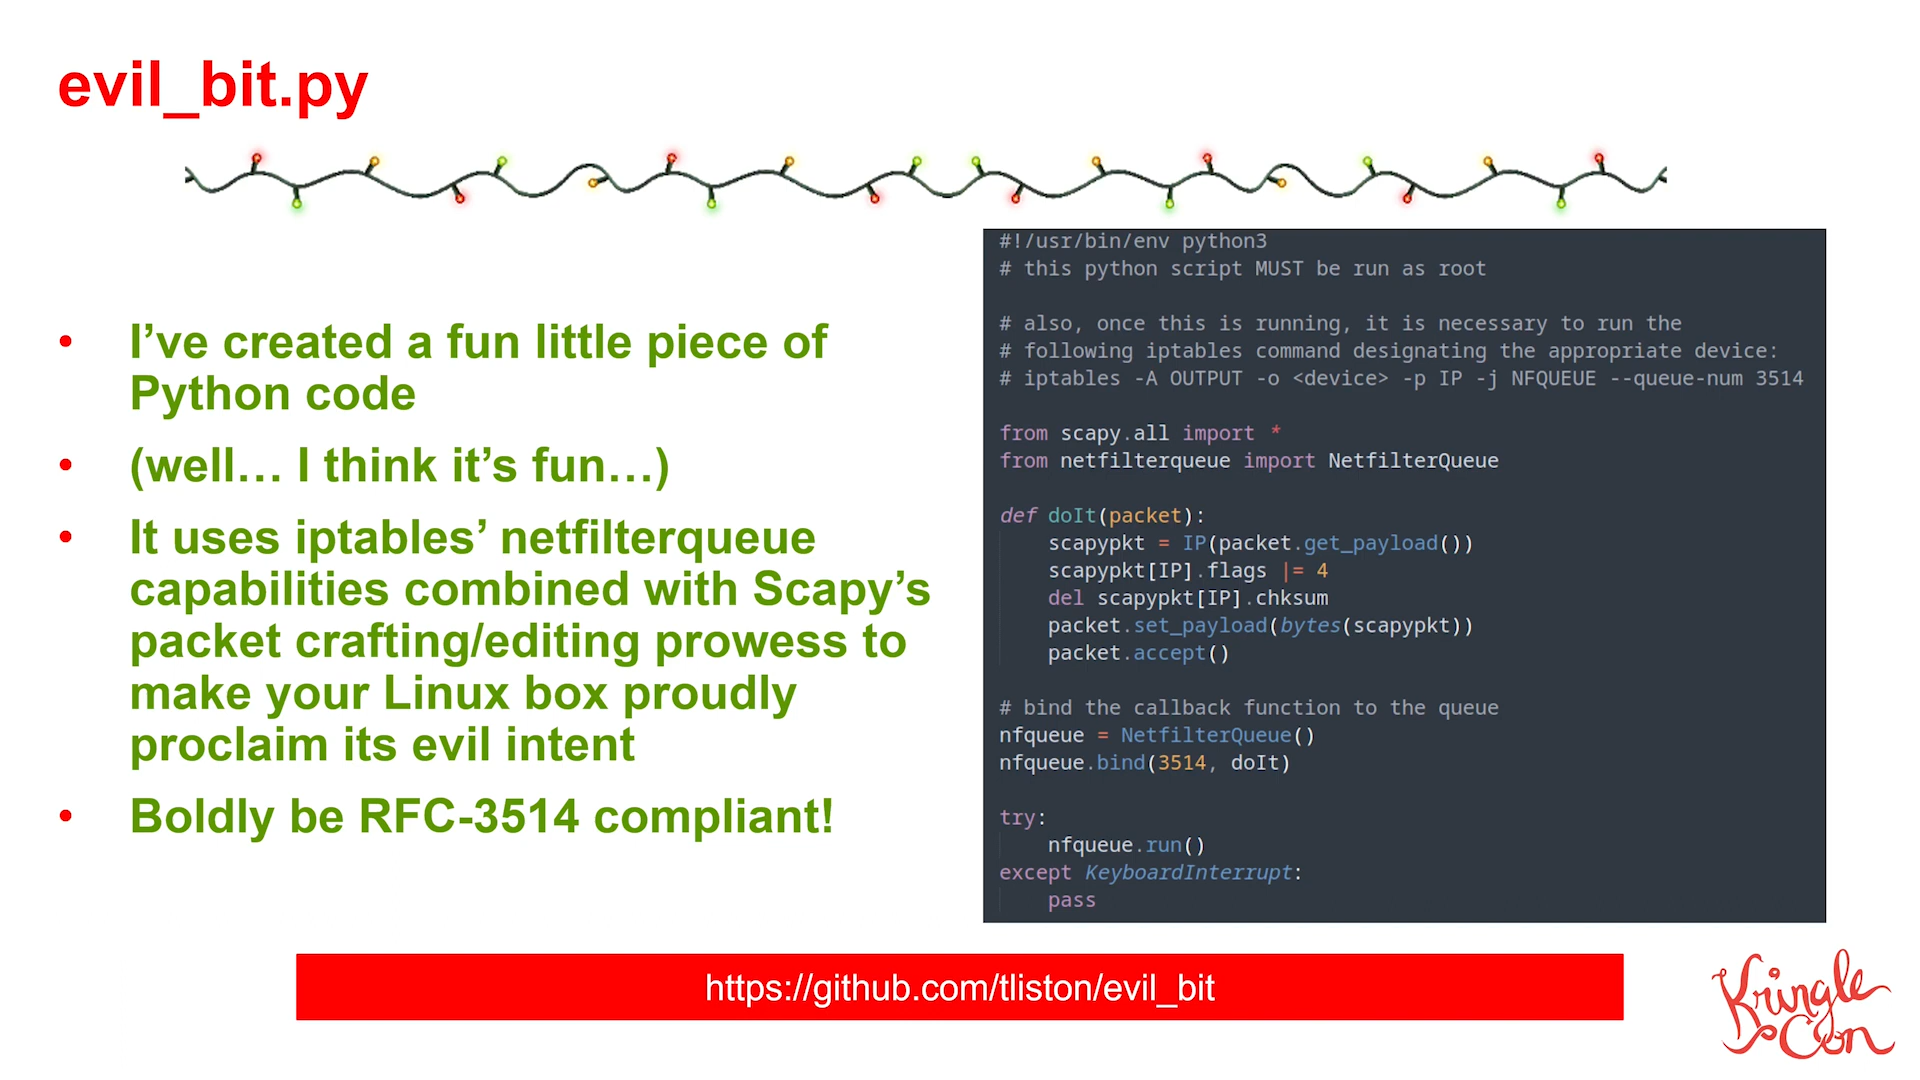 evil_bit.py
• I’ve created a fun little piece of
Python code
• (well… I think it’s fun…)
• It uses iptables’ netfilterqueue
capabilities combined with Scapy’s
packet crafting/editing prowess to
make your Linux box proudly
proclaim its evil intent
• Boldly be RFC-3514 compliant!
#!/usr/bin/env python3
# this python script MUST be run as root
# also, once this is running, it is necessary to run the
# following iptables command designating the appropriate device:
# iptables -A OUTPUT -o <device> -p IP -j NFQUEUE --queue-num 3514
from scapy.all import *
from netfilterqueue import NetfilterQueue
def doIt(packet):
    scapypkt = IP(packet.get_payload())
    scapypkt[IP].flags |= 4
    del scapypkt[IP].chksum
    packet.set_payload(bytes(scapypkt))
    packet.accept()
# bind the callback function to the queue
nfqueue = NetfilterQueue()
nfqueue.bind(3514, doIt)
try:
    nfqueue.run()
except KeyboardInterrupt:
    pass
https://github.com/tliston/evil_bit
Kringle
Con